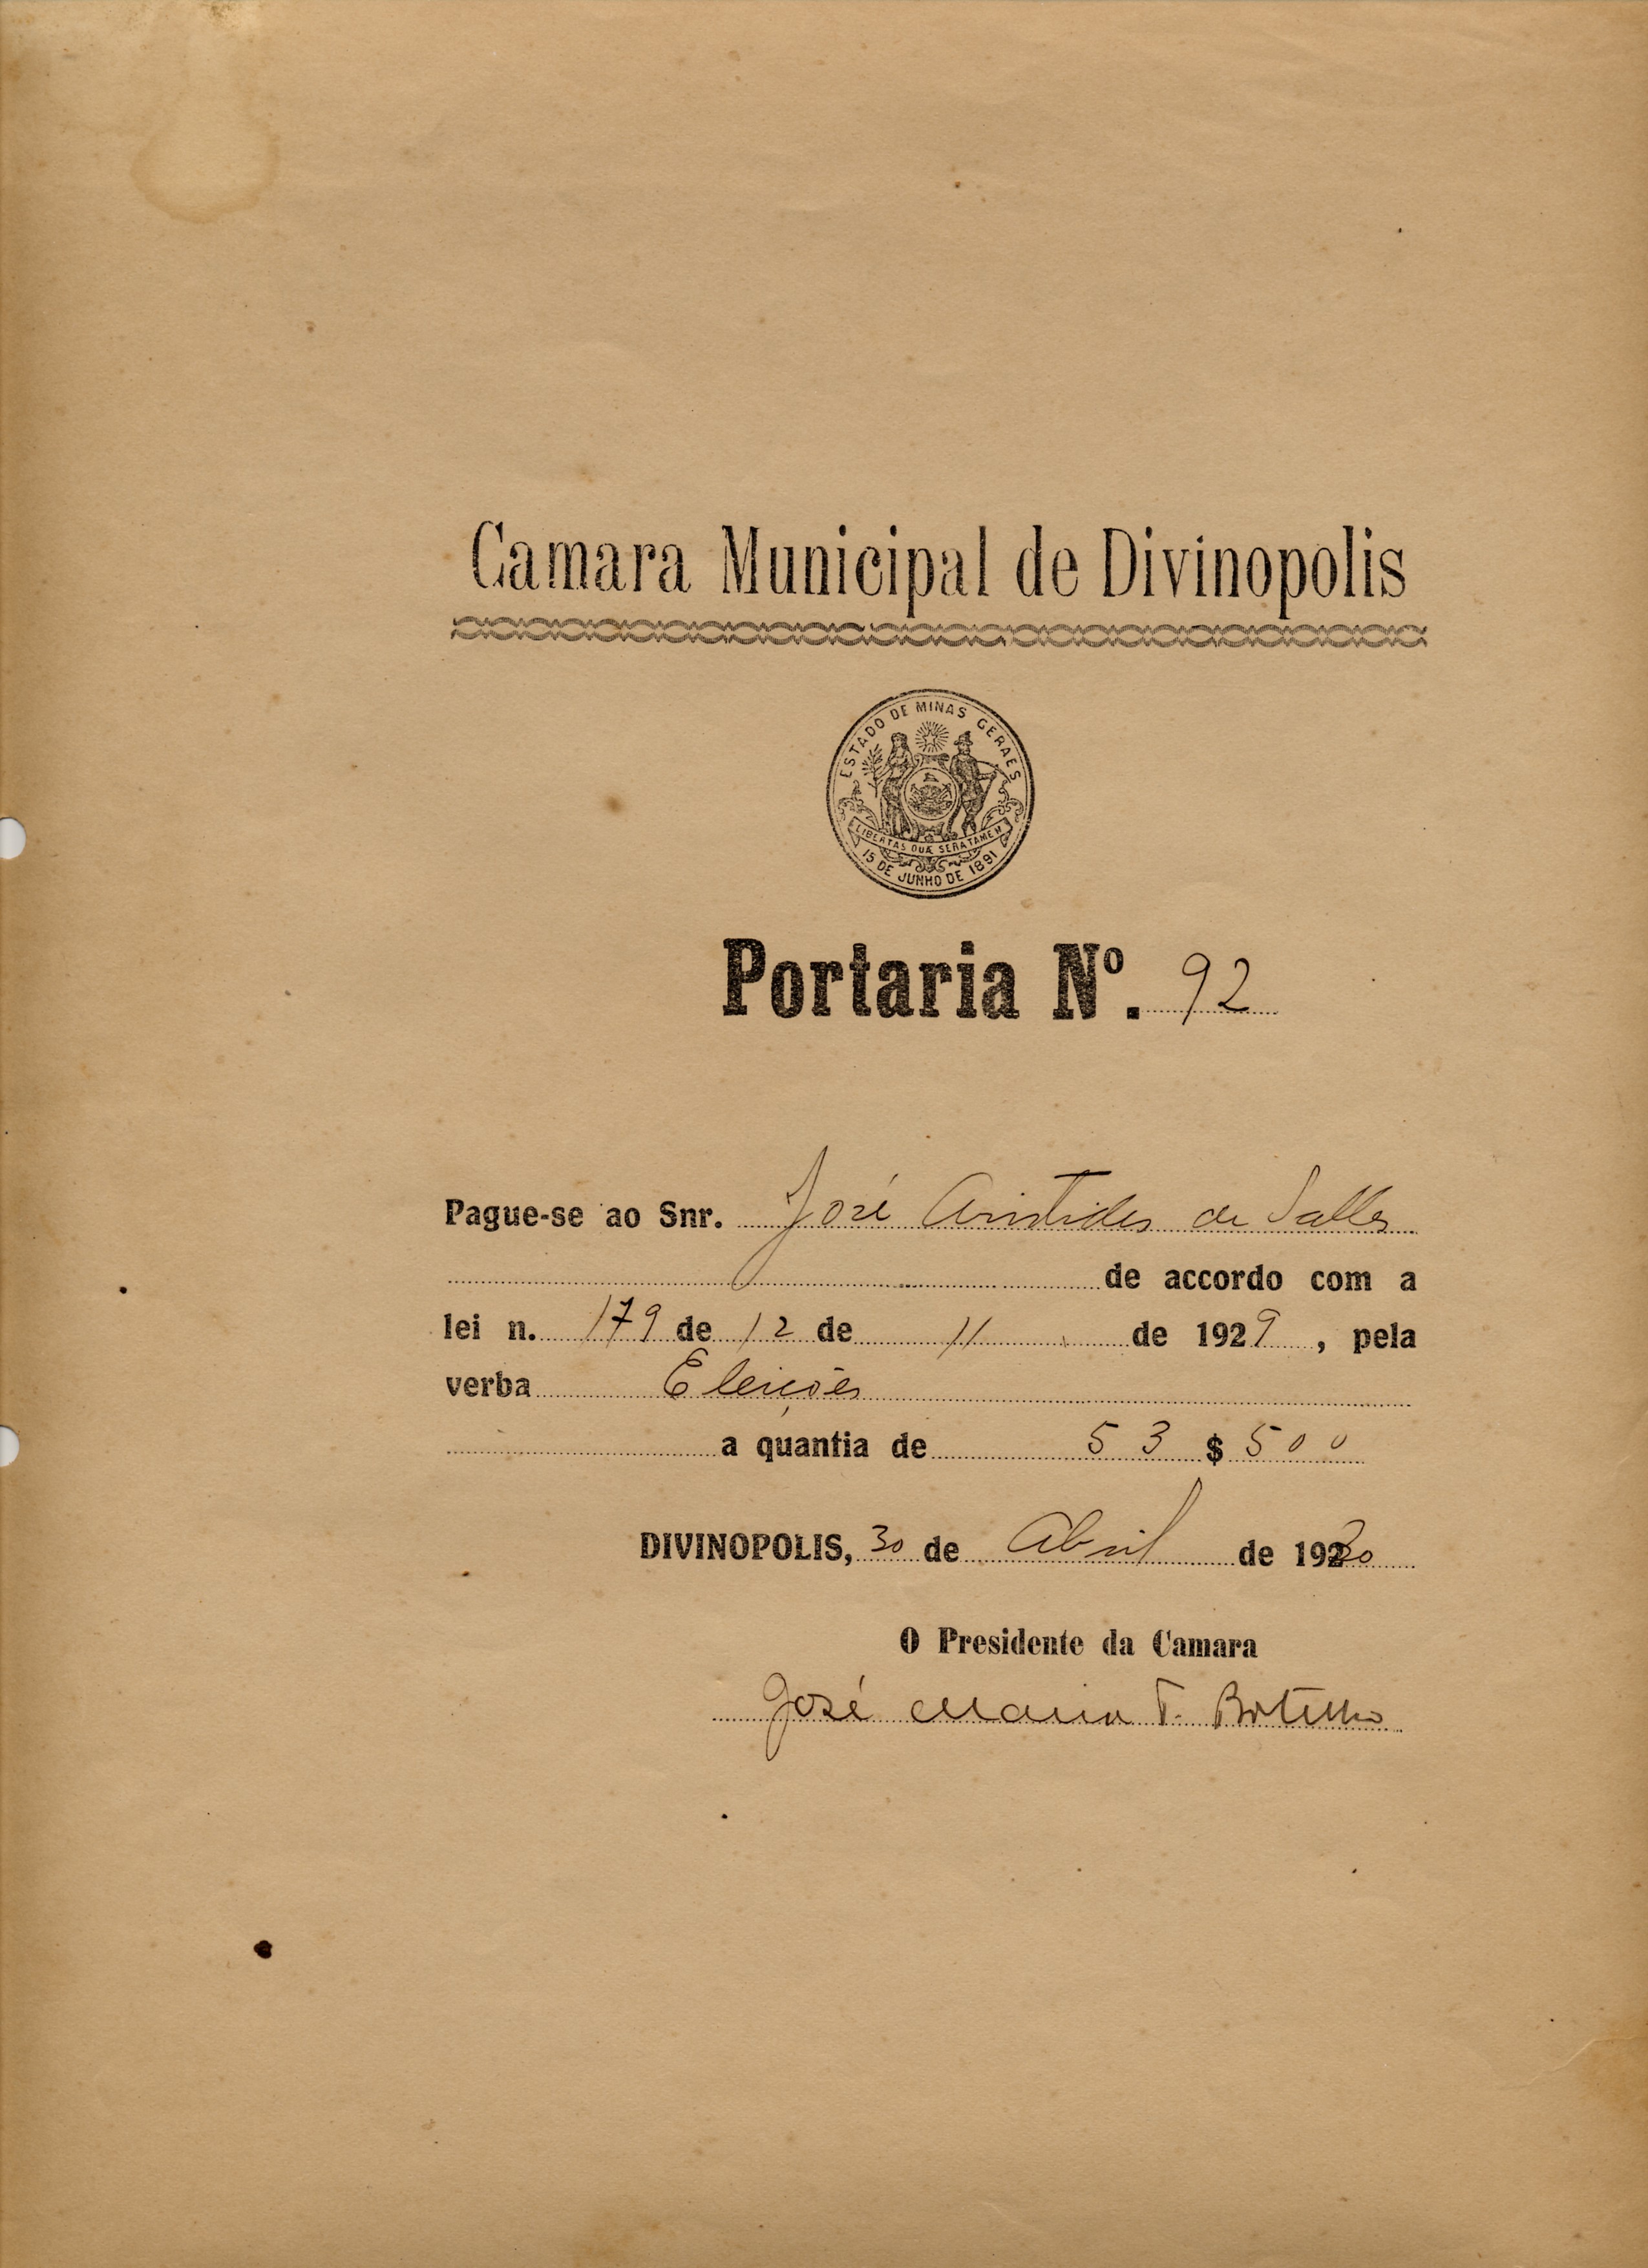 Camara Municipal de Divinopolis
ESTADO DE MINAS GERAES
LIBERTAS QUÆ SERA TAMEN
15 DE JUNHO DE 1891
Portaria Nº. 92
Pague-se ao Snr. José Aristides de Salles
de accordo com a
lei n. 179 de 12 de 11 de 1929, pela
verba Eleições
a quantia de 53 $ 500
DIVINOPOLIS, 30 de Abril de 1930
O Presidente da Camara
José Maria T. Botelho